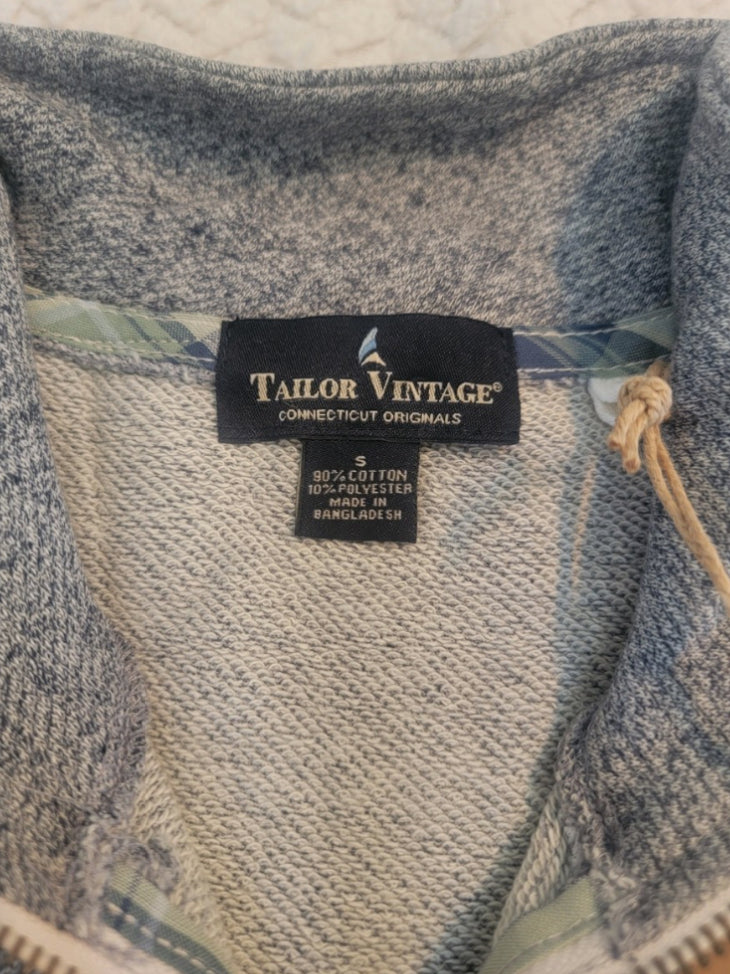 TAILOR VINTAGE®
CONNECTICUT ORIGINALS
S
90% COTTON
10% POLYESTER
MADE IN
BANGLADESH